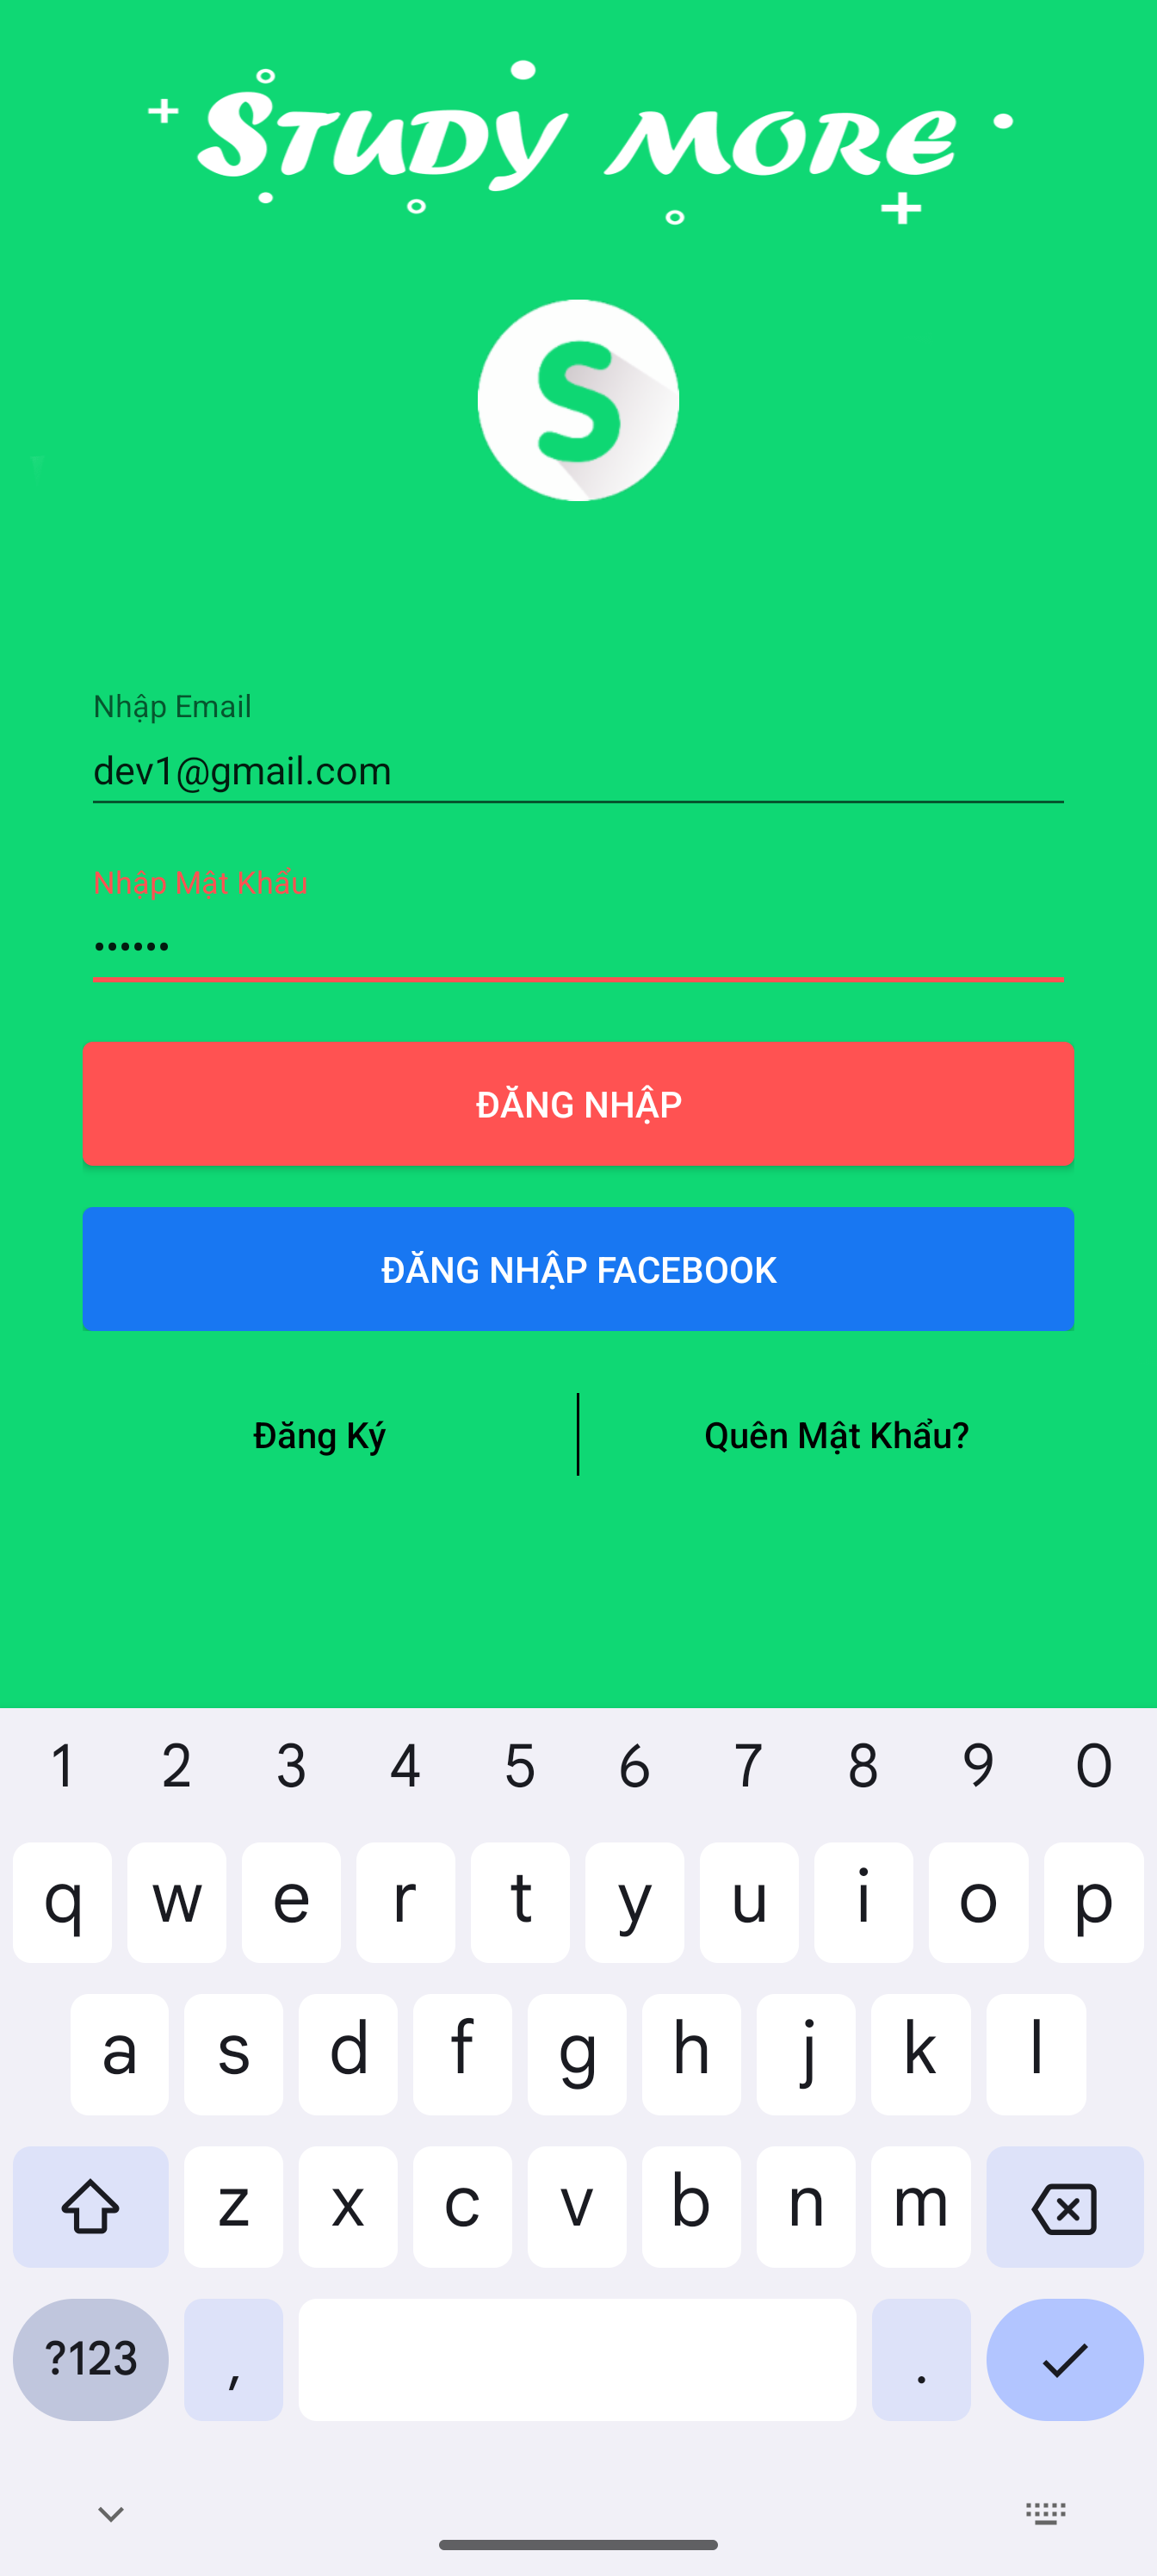 STUDY MORE
S
Nhập Email
dev1@gmail.com
Nhập Mật Khẩu
••••••
ĐĂNG NHẬP
ĐĂNG NHẬP FACEBOOK
Đăng Ký
Quên Mật Khẩu?
1 2 3 4 5 6 7 8 9 0
q w e r t y u i o p
a s d f g h j k l
z x c v b n m
?123 , .